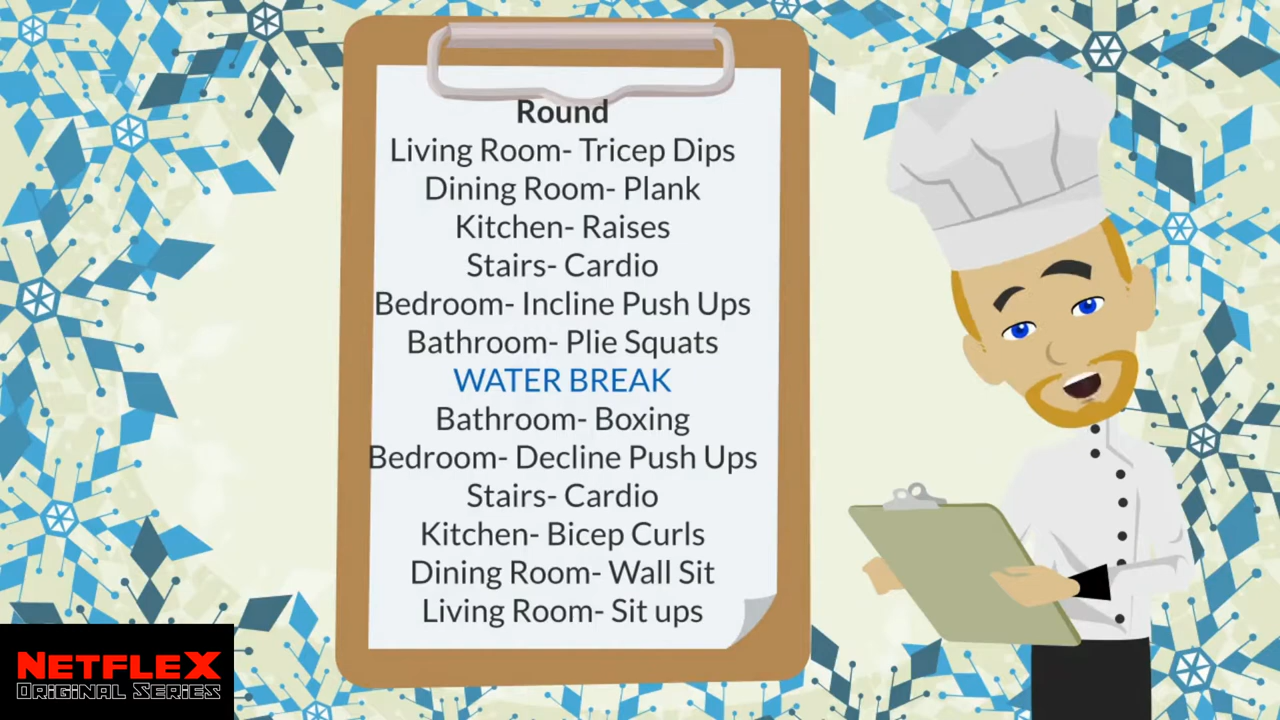 Round
Living Room- Tricep Dips
Dining Room- Plank
Kitchen- Raises
Stairs- Cardio
Bedroom- Incline Push Ups
Bathroom- Plie Squats
WATER BREAK
Bathroom- Boxing
Bedroom- Decline Push Ups
Stairs- Cardio
Kitchen- Bicep Curls
Dining Room- Wall Sit
Living Room- Sit ups
NETFLEX
ORIGINAL SERIES